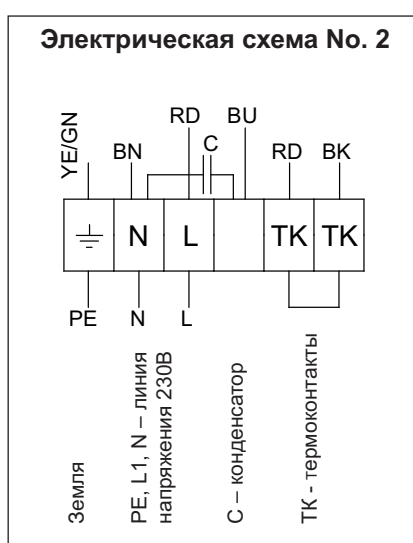 Электрическая схема No. 2
YE/GN
BN
RD
C
BU
RD
BK
N
L
TK
TK
PE
N
L
Земля
PE, L1, N – линия
напряжения 230В
C – конденсатор
ТК - термоконтакты